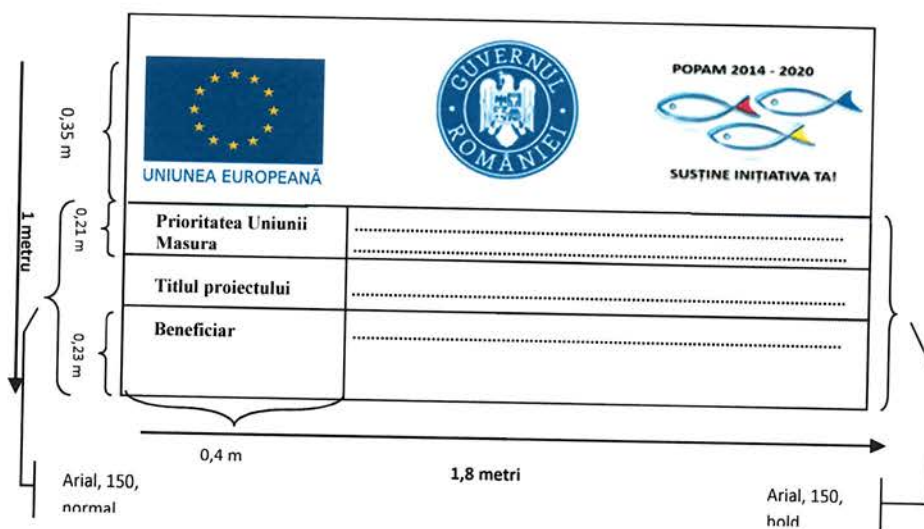 POPAM 2014 - 2020
GUVERNUL ROMÂNIEI
UNIUNEA EUROPEANĂ
SUSȚINE INIȚIATIVA TA!
0,35 m
1 metru
0,21 m
Prioritatea Uniunii
Masura
Titlul proiectului
Beneficiar
0,23 m
0,4 m
1,8 metri
Arial, 150,
normal
Arial, 150,
bold